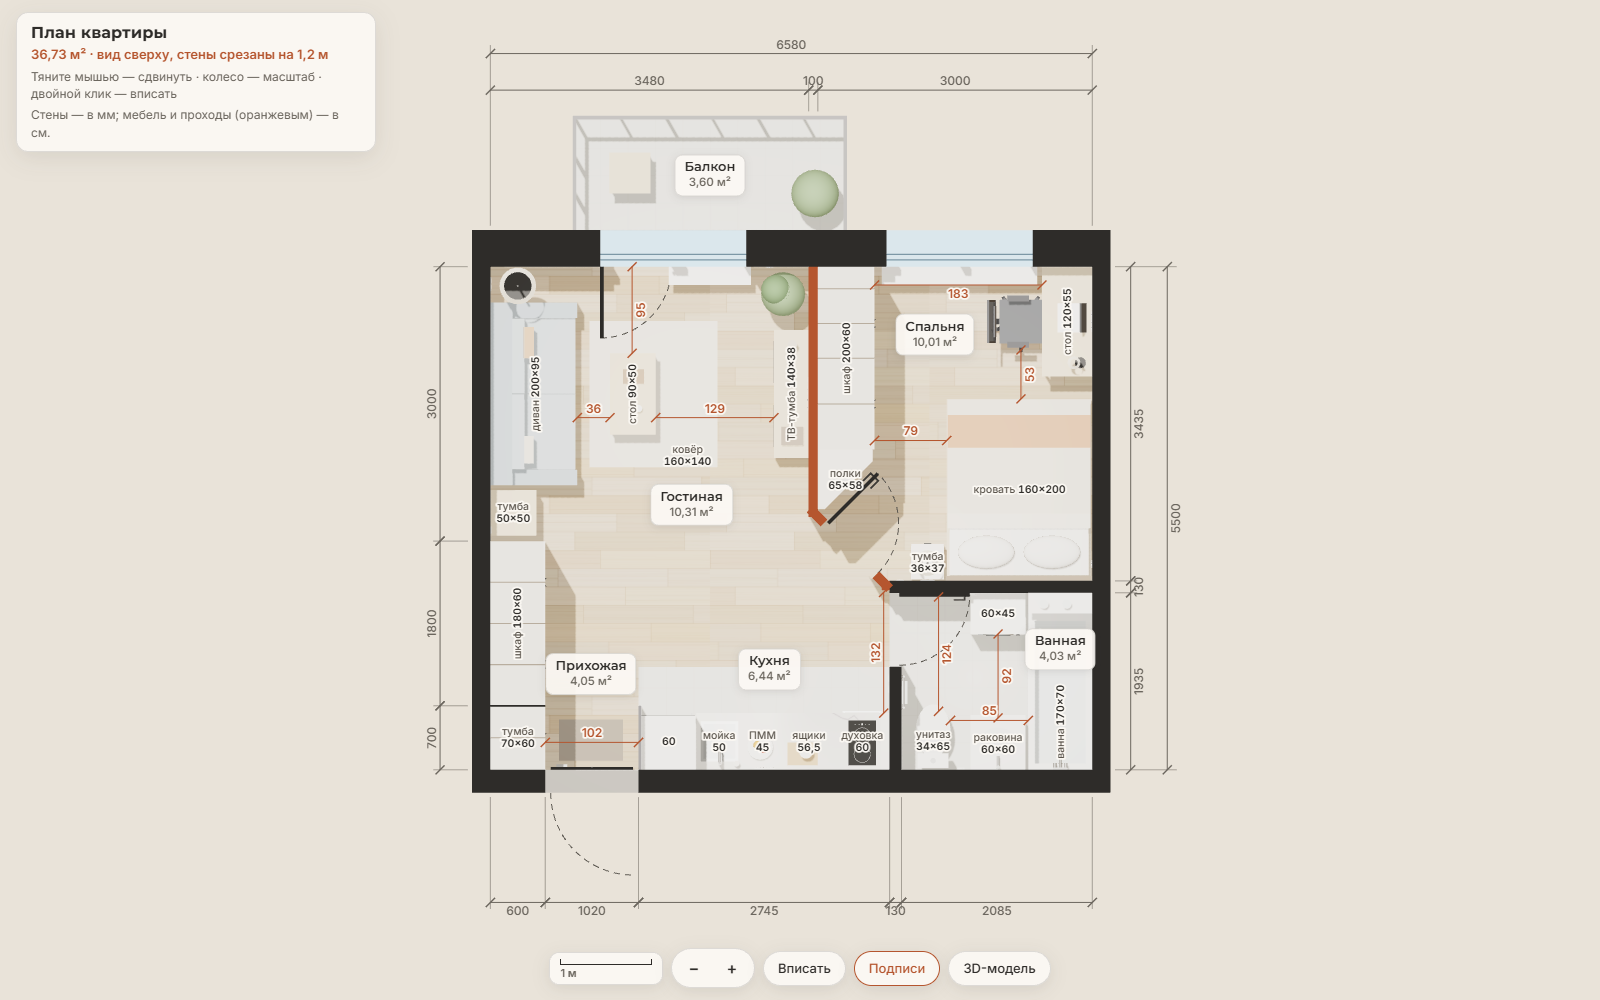 План квартиры
36,73 м² · вид сверху, стены срезаны на 1,2 м
Тяните мышью — сдвинуть · колесо — масштаб ·
двойной клик — вписать
Стены — в мм; мебель и проходы (оранжевым) — в
см.
6580
3480
100
3000
Балкон
3,60 м²
95
183
стол 120×55
Спальня
10,01 м²
53
диван 200×95
36
стол 90×50
129
ТВ-тумба 140×38
шкаф 200×60
79
ковёр
160×140
полки
65×58
кровать 160×200
Гостиная
10,31 м²
тумба
50×50
тумба
36×37
3000
3435
5500
130
1800
1935
700
шкаф 180×60
60×45
Ванная
4,03 м²
132
124
92
85
Прихожая
4,05 м²
Кухня
6,44 м²
ванна 170×70
тумба
70×60
102
60
мойка
50
ПММ
45
ящики
56,5
духовка
60
унитаз
34×65
раковина
60×60
600
1020
2745
130
2085
1 м
−
+
Вписать
Подписи
3D-модель